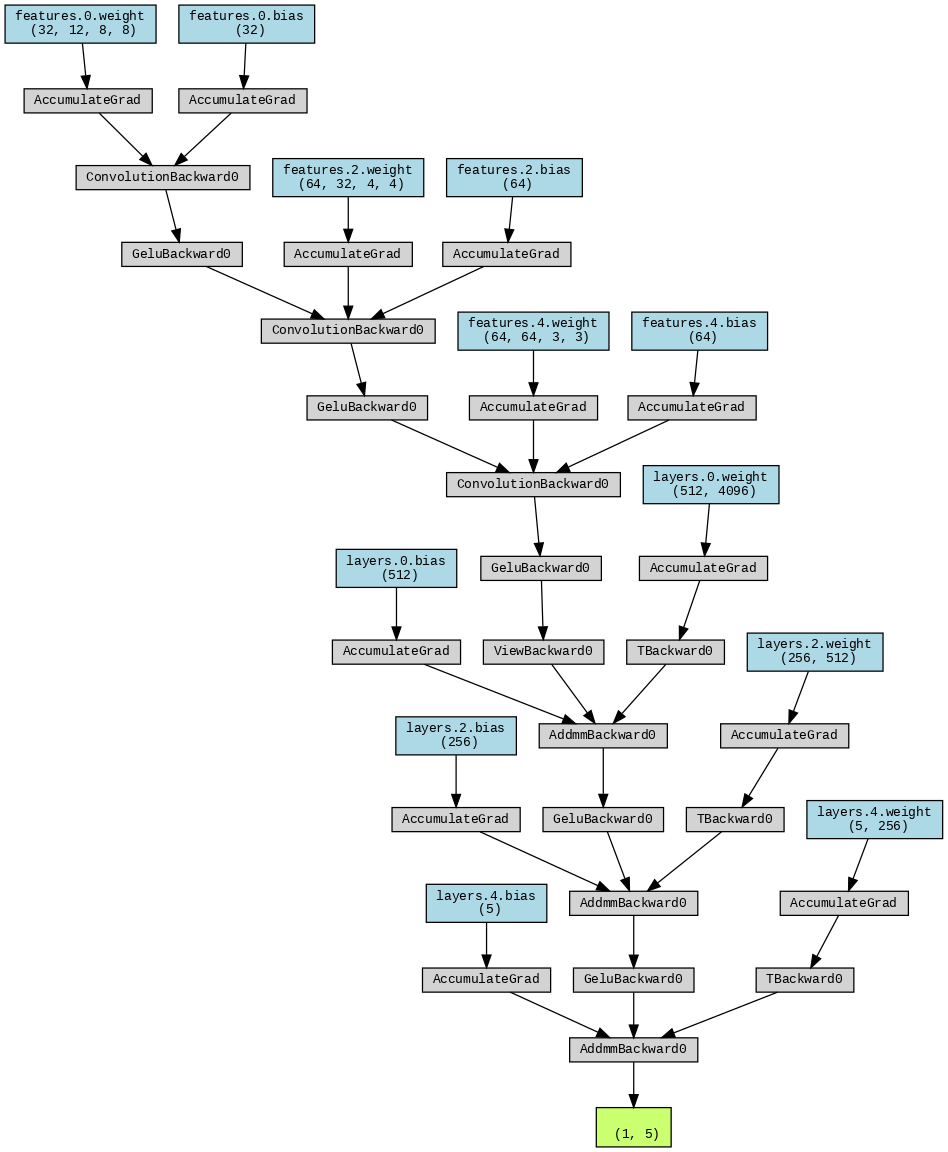 features.0.weight
(32, 12, 8, 8)
features.0.bias
(32)
AccumulateGrad
AccumulateGrad
ConvolutionBackward0
features.2.weight
(64, 32, 4, 4)
features.2.bias
(64)
GeluBackward0
AccumulateGrad
AccumulateGrad
ConvolutionBackward0
features.4.weight
(64, 64, 3, 3)
features.4.bias
(64)
GeluBackward0
AccumulateGrad
AccumulateGrad
ConvolutionBackward0
layers.0.weight
(512, 4096)
layers.0.bias
(512)
GeluBackward0
AccumulateGrad
AccumulateGrad
ViewBackward0
TBackward0
layers.2.weight
(256, 512)
layers.2.bias
(256)
AddmmBackward0
AccumulateGrad
AccumulateGrad
GeluBackward0
TBackward0
layers.4.weight
(5, 256)
layers.4.bias
(5)
AddmmBackward0
AccumulateGrad
AccumulateGrad
GeluBackward0
TBackward0
AddmmBackward0
(1, 5)